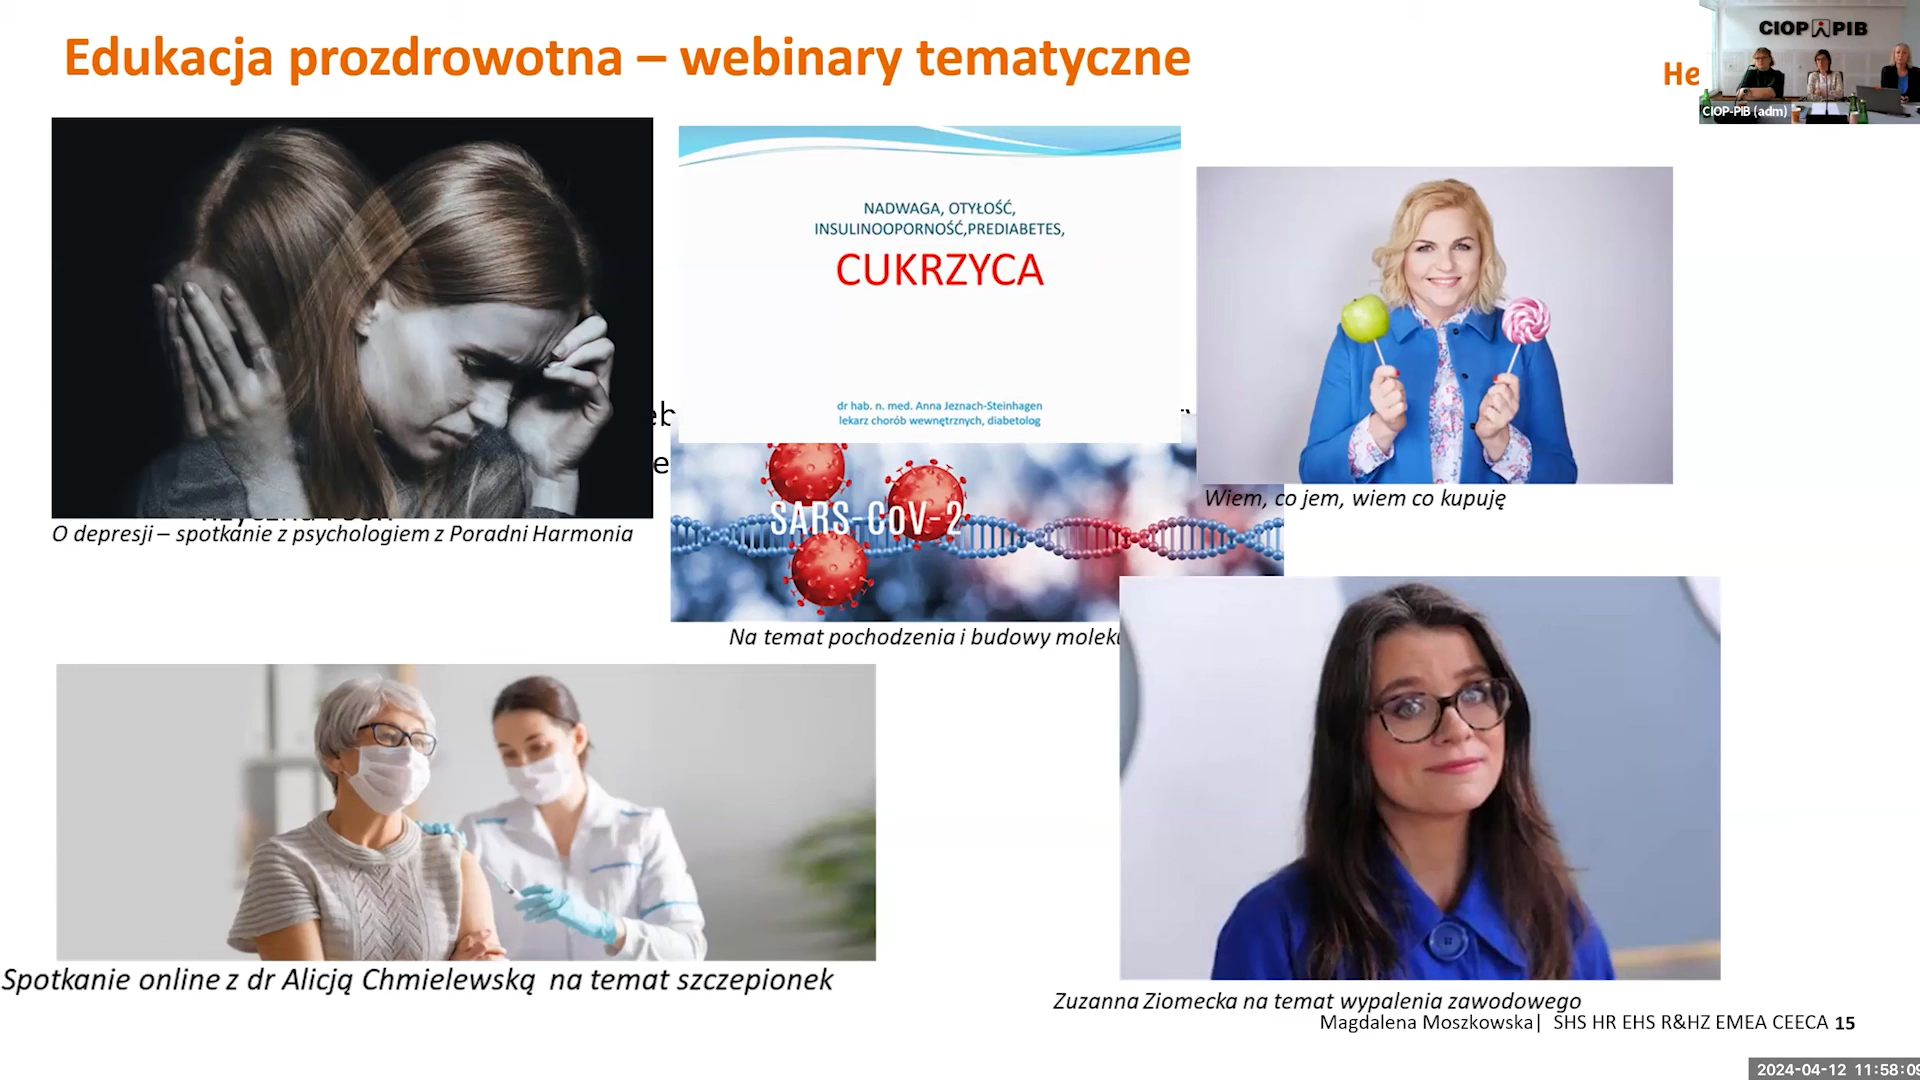 Edukacja prozdrowotna – webinary tematyczne
He
CIOP PIB
CIOP-PIB (adm)
NADWAGA, OTYŁOŚĆ,
INSULINOOPORNOŚĆ,PREDIABETES,
CUKRZYCA
dr hab. n. med. Anna Jeznach-Steinhagen
lekarz chorób wewnętrznych, diabetolog
SARS-CoV-2
Wiem, co jem, wiem co kupuję
O depresji – spotkanie z psychologiem z Poradni Harmonia
Na temat pochodzenia i budowy
Spotkanie online z dr Alicją Chmielewską na temat szczepionek
Zuzanna Ziomecka na temat wypalenia zawodowego
Magdalena Moszkowska| SHS HR EHS R&HZ EMEA CEECA 15
2024-04-12 11:58:09